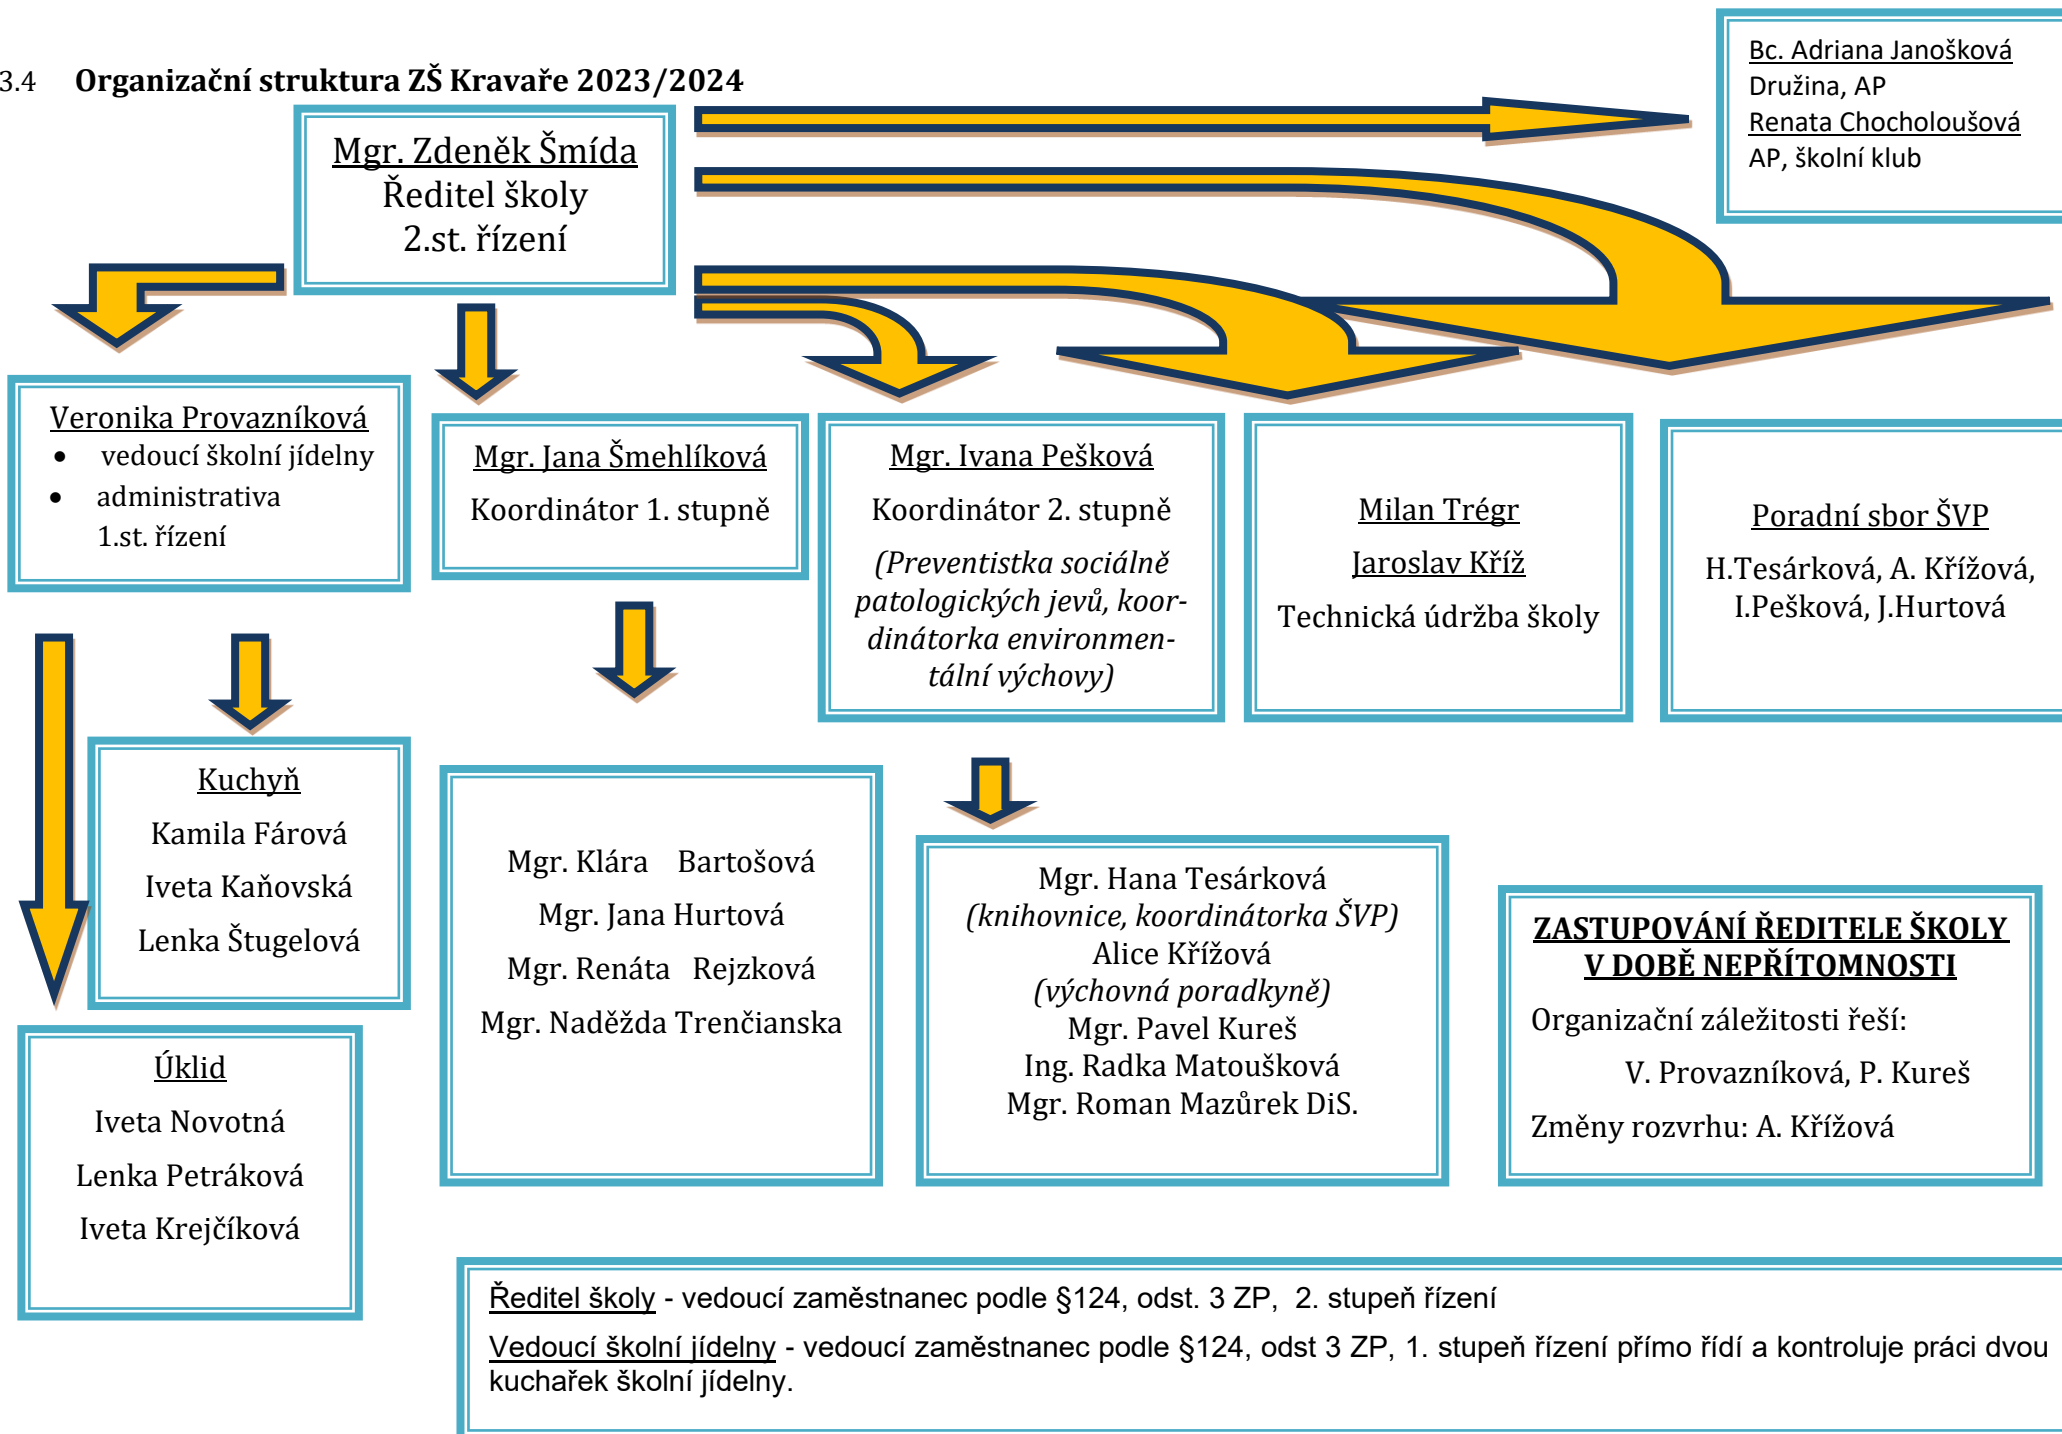 3.4 Organizační struktura ZŠ Kravaře 2023/2024
Bc. Adriana Janošková
Družina, AP
Renata Chocholoušová
AP, školní klub
Mgr. Zdeněk Šmída
Ředitel školy
2.st. řízení
Veronika Provazníková
• vedoucí školní jídelny
• administrativa
1.st. řízení
Mgr. Jana Šmehlíková
Koordinátor 1. stupně
Mgr. Ivana Pešková
Koordinátor 2. stupně
(Preventistka sociálně
patologických jevů, koor-
dinátorka environmen-
tální výchovy)
Milan Trégr
Jaroslav Kříž
Technická údržba školy
Poradní sbor ŠVP
H.Tesárková, A. Křížová,
I.Pešková, J.Hurtová
Kuchyň
Kamila Fárová
Iveta Kaňovská
Lenka Štugelová
Mgr. Klára Bartošová
Mgr. Jana Hurtová
Mgr. Renáta Rejzková
Mgr. Naděžda Trenčianska
Mgr. Hana Tesárková
(knihovnice, koordinátorka ŠVP)
Alice Křížová
(výchovná poradkyně)
Mgr. Pavel Kureš
Ing. Radka Matoušková
Mgr. Roman Mazůrek DiS.
ZASTUPOVÁNÍ ŘEDITELE ŠKOLY
V DOBĚ NEPŘÍTOMNOSTI
Organizační záležitosti řeší:
V. Provazníková, P. Kureš
Změny rozvrhu: A. Křížová
Úklid
Iveta Novotná
Lenka Petráková
Iveta Krejčíková
Ředitel školy - vedoucí zaměstnanec podle §124, odst. 3 ZP, 2. stupeň řízení
Vedoucí školní jídelny - vedoucí zaměstnanec podle §124, odst 3 ZP, 1. stupeň řízení přímo řídí a kontroluje práci dvou
kuchařek školní jídelny.